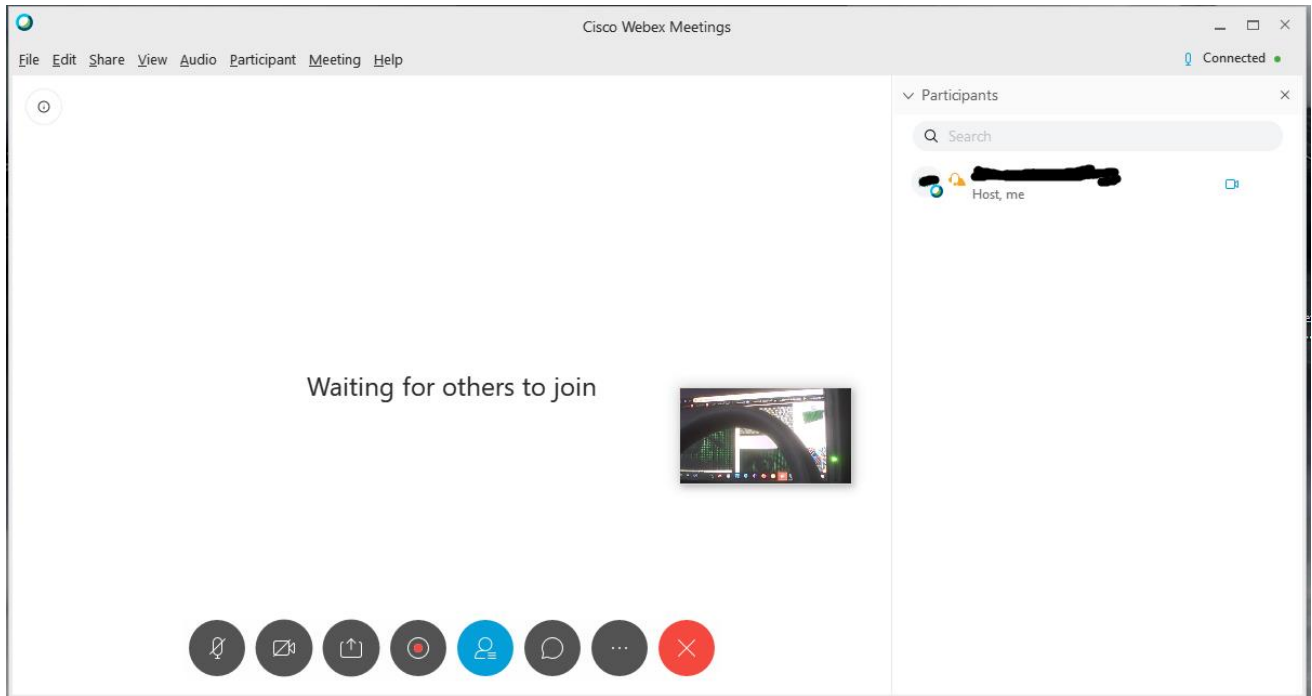 Cisco Webex Meetings
File Edit Share View Audio Participant Meeting Help
Connected
Participants
Search
Host, me
Waiting for others to join